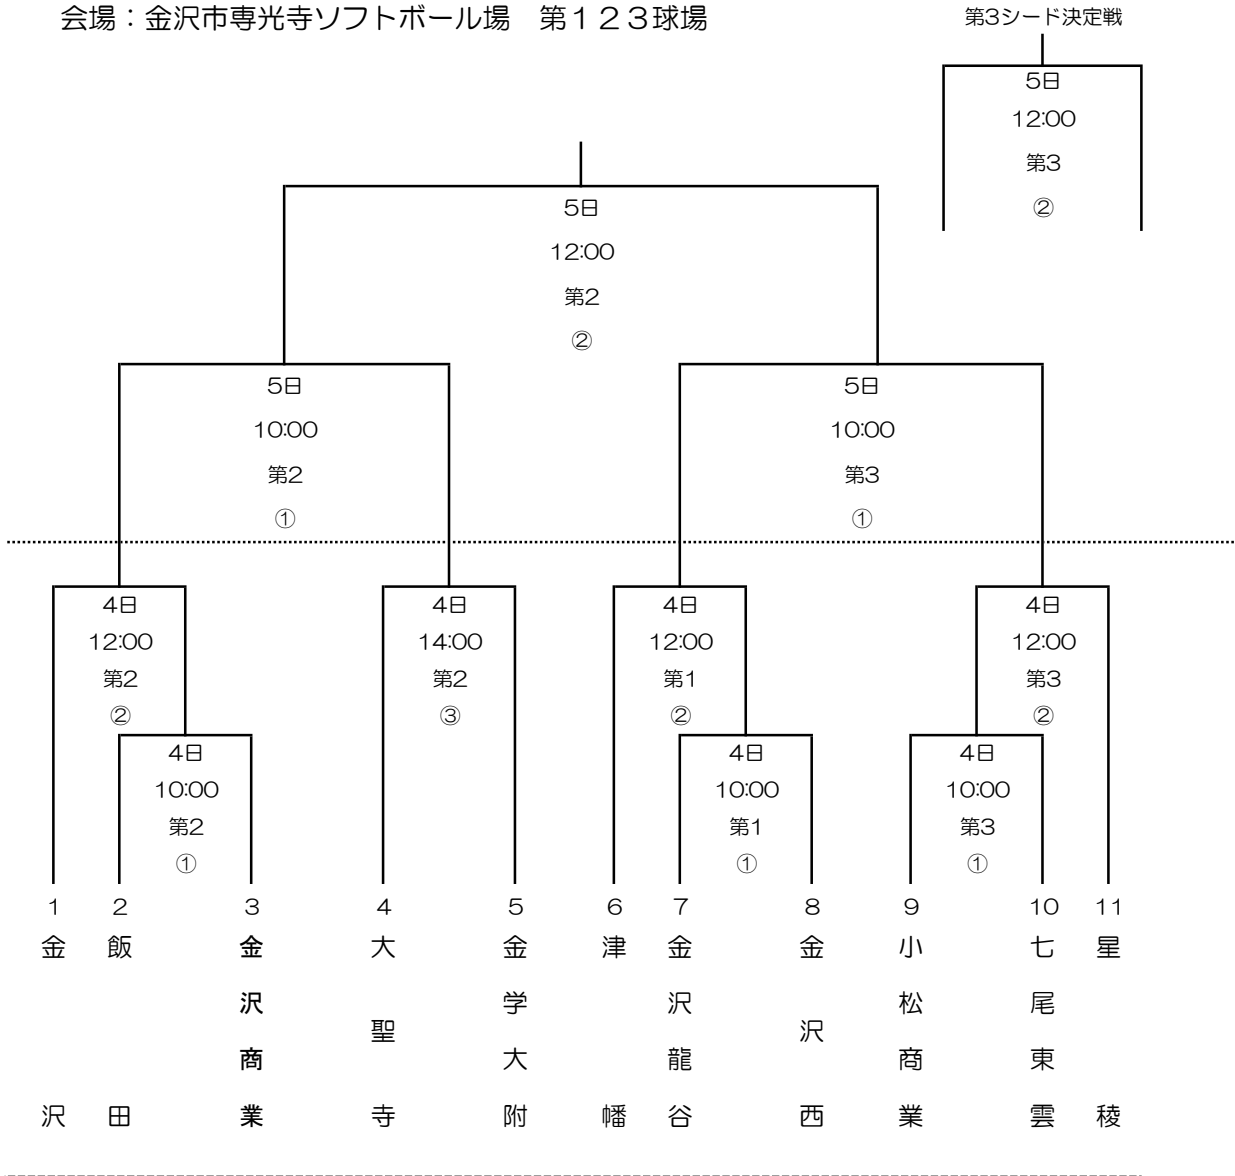 会場：金沢市専光寺ソフトボール場　第１２３球場
第3シード決定戦
5日
12:00
第3
②
5日
12:00
第2
②
5日
10:00
第2
①
5日
10:00
第3
①
4日
12:00
第2
②
4日
14:00
第2
③
4日
12:00
第1
②
4日
12:00
第3
②
4日
10:00
第2
①
4日
10:00
第1
①
4日
10:00
第3
①
1
金沢
2
飯田
3
金沢商業
4
大聖寺
5
金学大附
6
津幡
7
金沢龍谷
8
金沢西
9
小松商業
10
七尾東雲
11
星稜